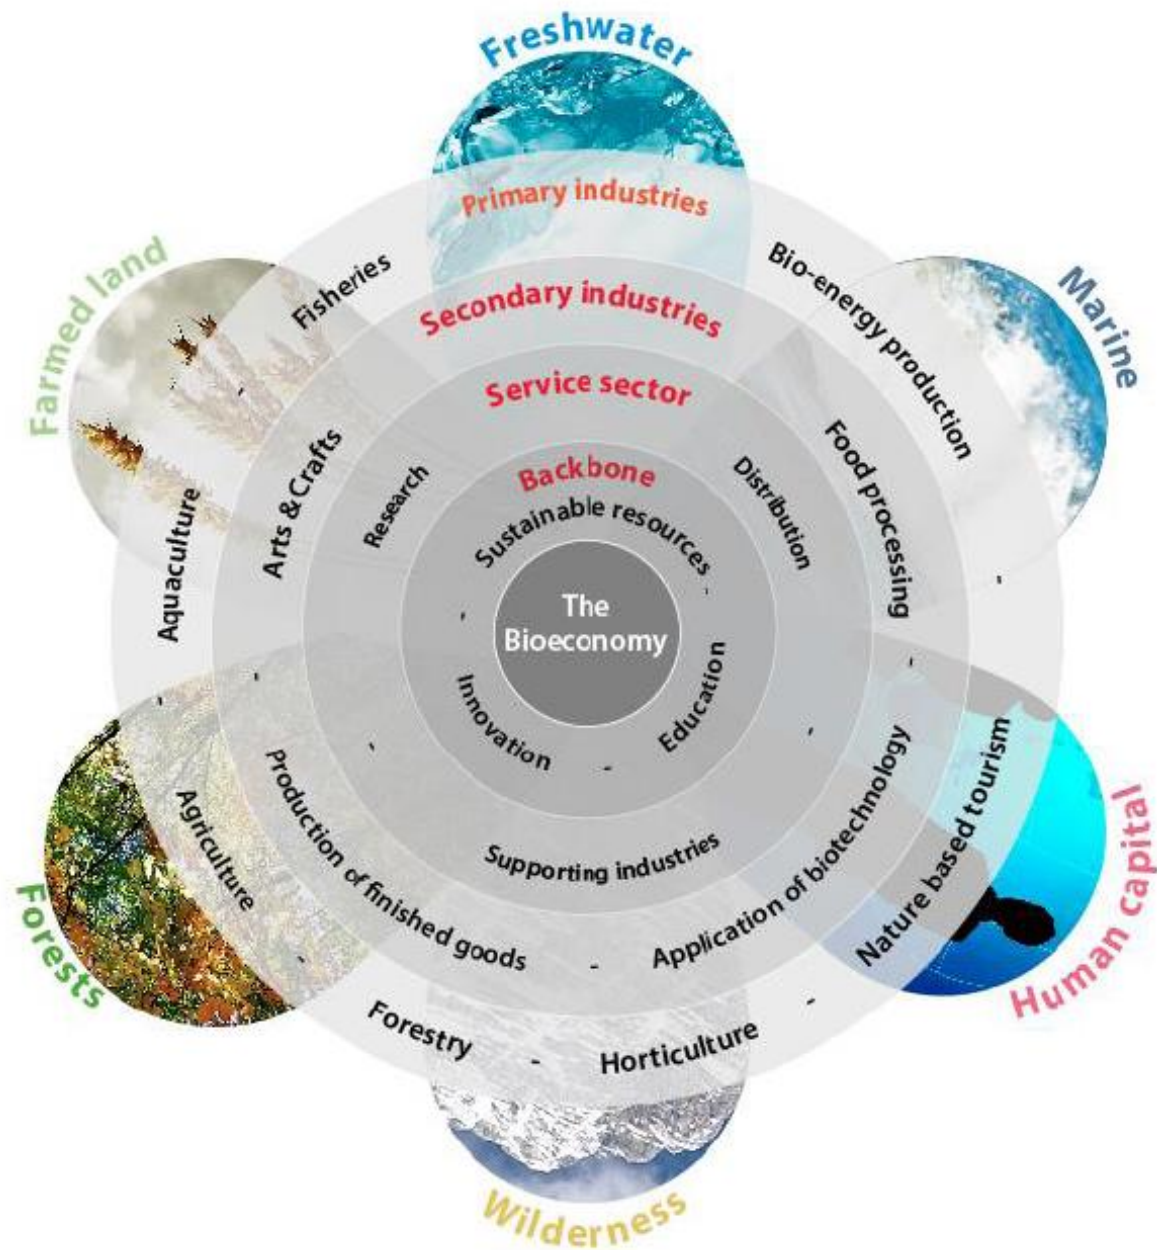 Freshwater
Marine
Human capital
Wilderness
Forests
Farmed land
Primary industries
Bio-energy production
Nature based tourism
-
Horticulture
-
Forestry
-
Agriculture
-
Aquaculture
-
Fisheries
-
Secondary industries
Food processing
-
Application of biotechnology
-
Production of finished goods
-
Arts & Crafts
Service sector
Distribution
-
Supporting industries
-
Research
Backbone
Sustainable resources
-
Education
-
Innovation
-
The
Bioeconomy